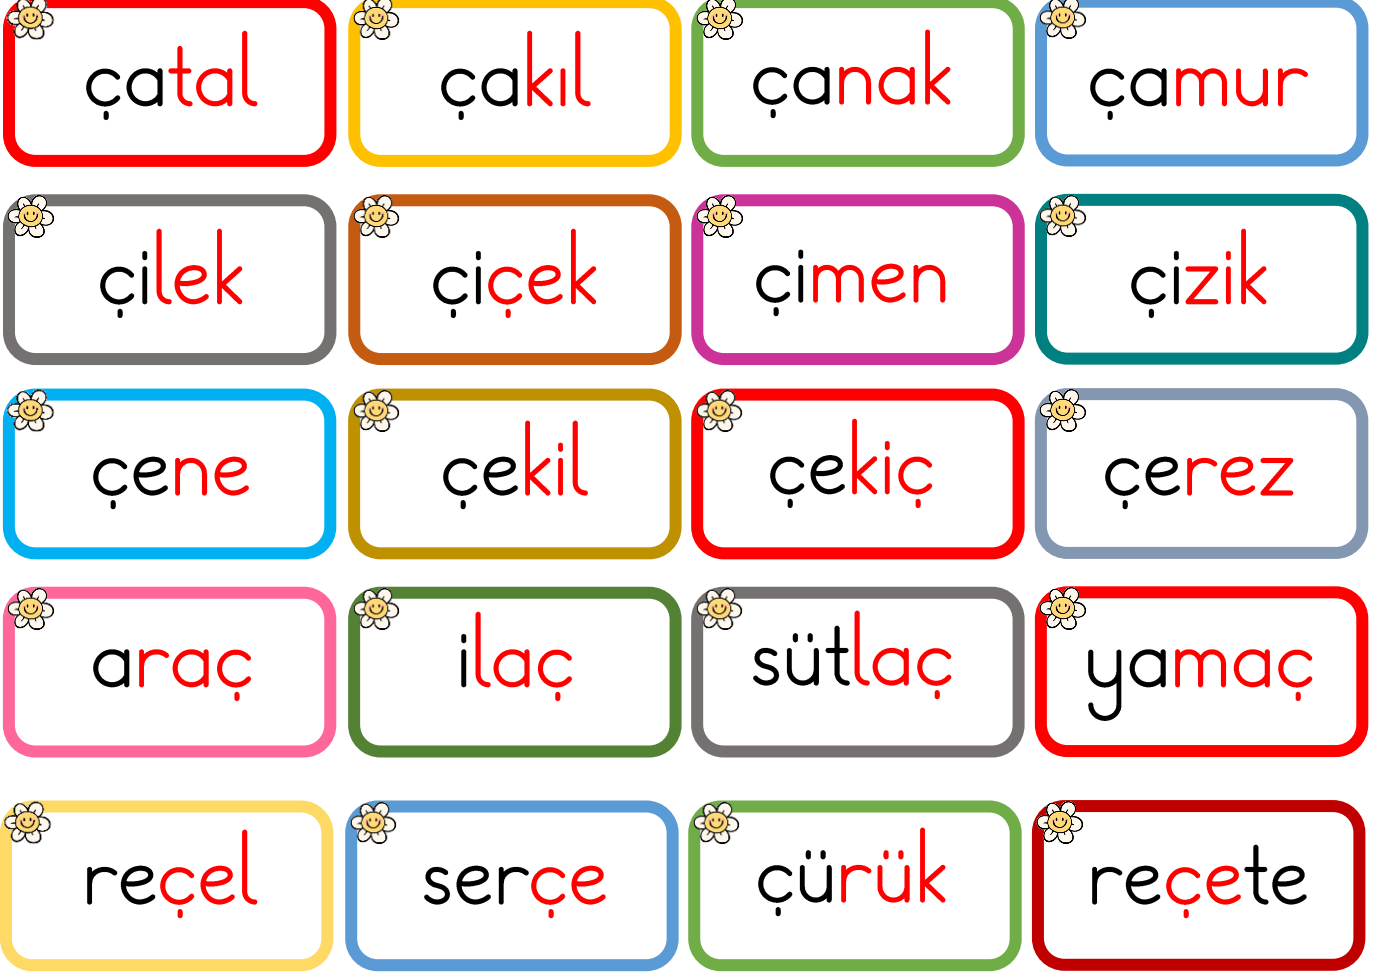 çatal çakıl çanak çamur
çilek çiçek çimen çizik
çene çekil çekiç çerez
araç ilaç sütlaç yamaç
reçel serçe çürük reçete